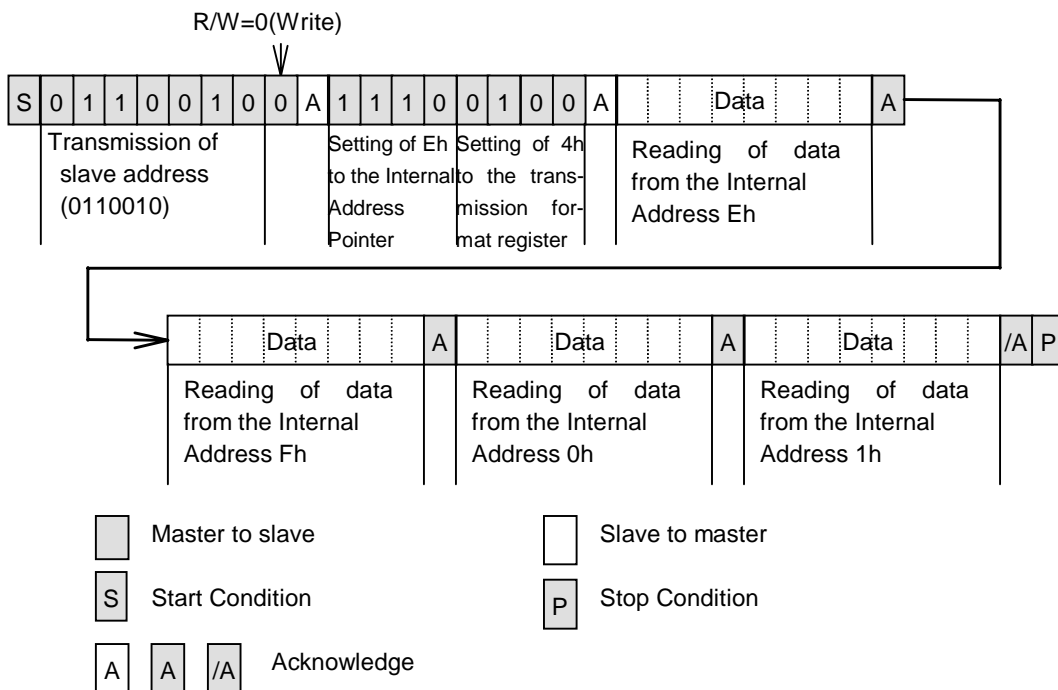 R/W=0(Write)
S 0 1 1 0 0 1 0 0 A 1 1 1 0 0 1 0 0 A Data A
Transmission of
slave address
(0110010)
Setting of Eh
to the Internal
Address
Pointer
Setting of 4h
to the trans-
mission for-
mat register
Reading of data
from the Internal
Address Eh
Data A Data A Data /A P
Reading of data
from the Internal
Address Fh
Reading of data
from the Internal
Address 0h
Reading of data
from the Internal
Address 1h
Master to slave
Slave to master
S Start Condition
P Stop Condition
A A /A Acknowledge